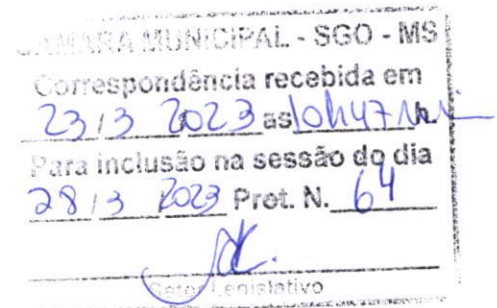 CÂMARA MUNICIPAL - SGO - MS
Correspondência recebida em
23/3 2023 as 10h47
Para inclusão na sessão do dia
28/3 2023 Prot. N. 64
Setor Legislativo